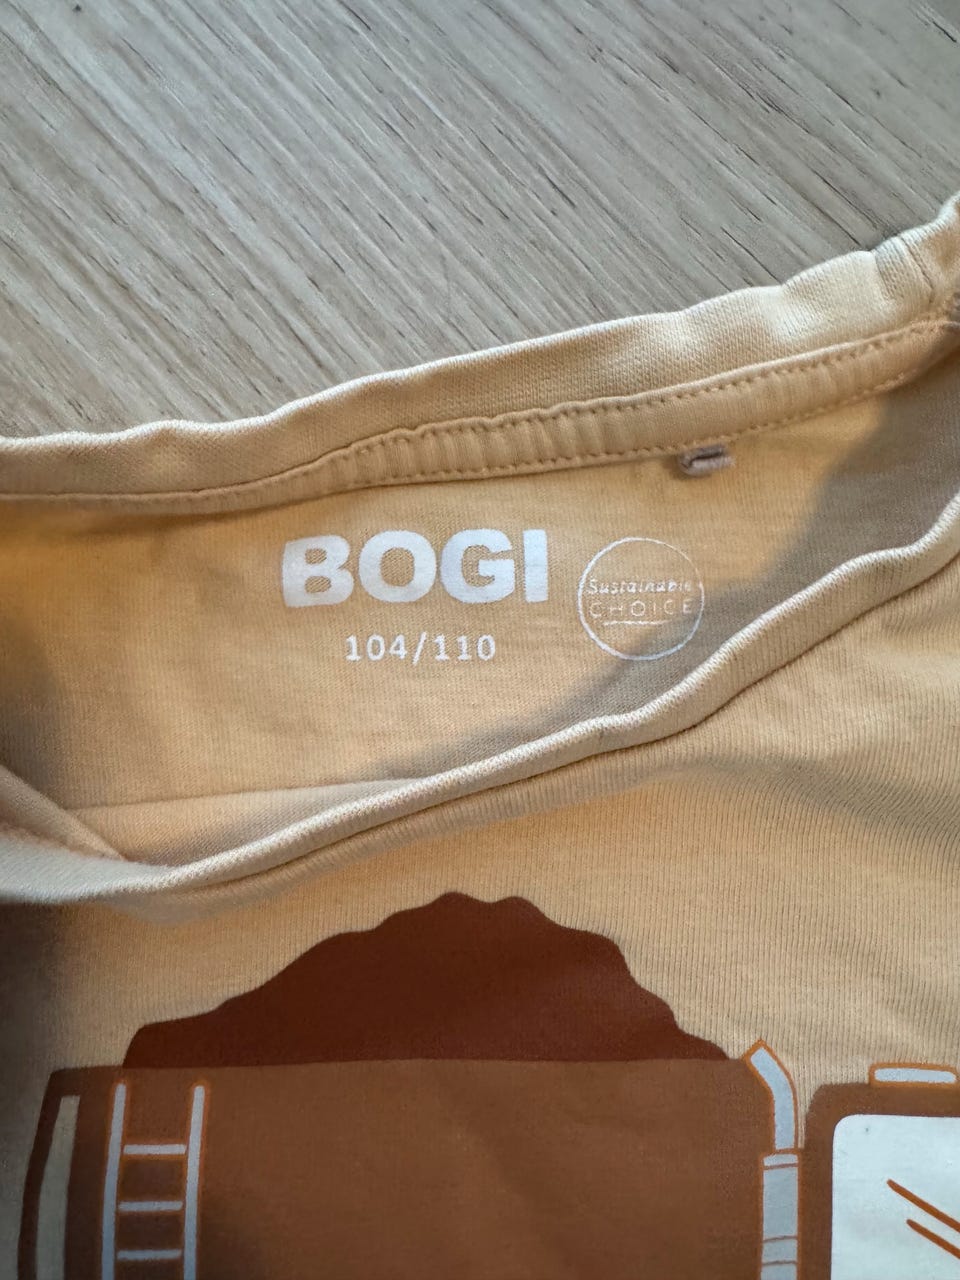 BOGI
104/110
Sustainable
CHOICE